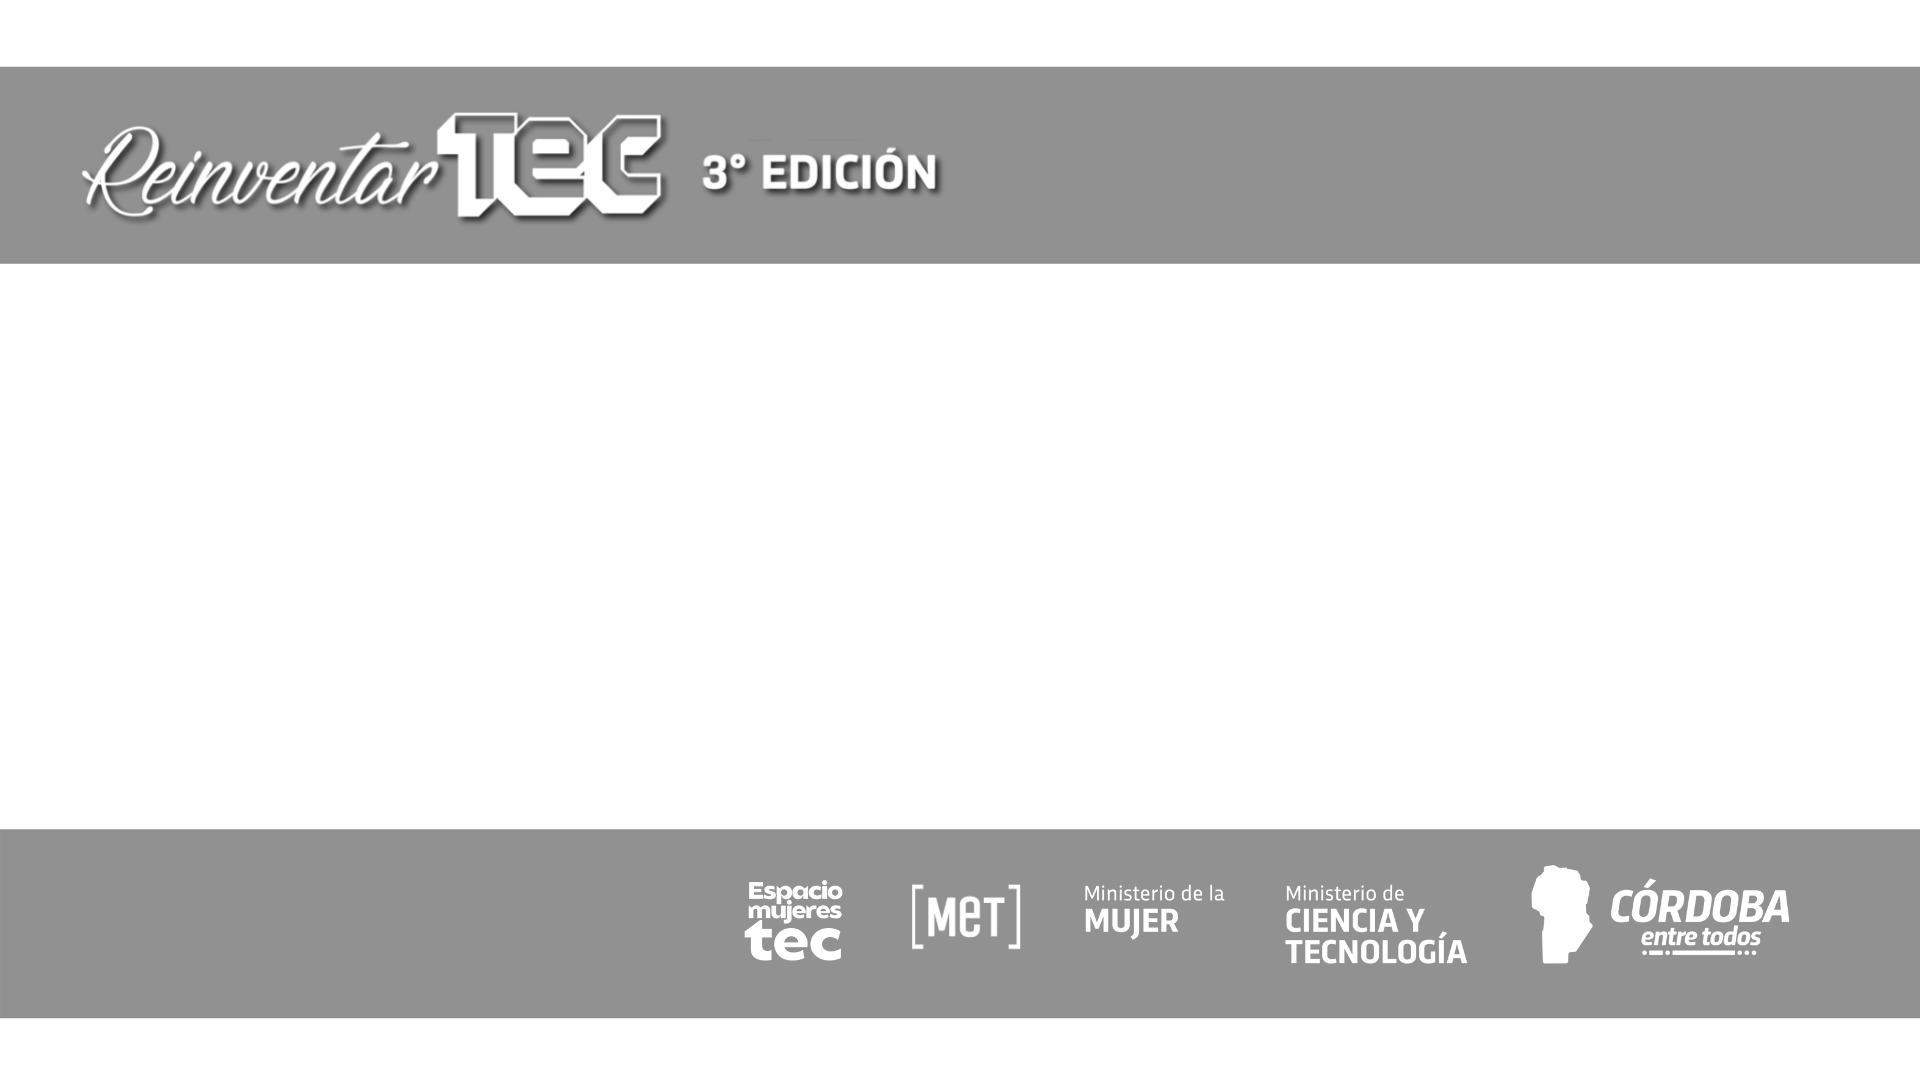 Reinventar TEC 3° EDICIÓN
Espacio
mujeres
tec
[MeT]
Ministerio de la
MUJER
Ministerio de
CIENCIA Y
TECNOLOGÍA
CÓRDOBA
entre todos